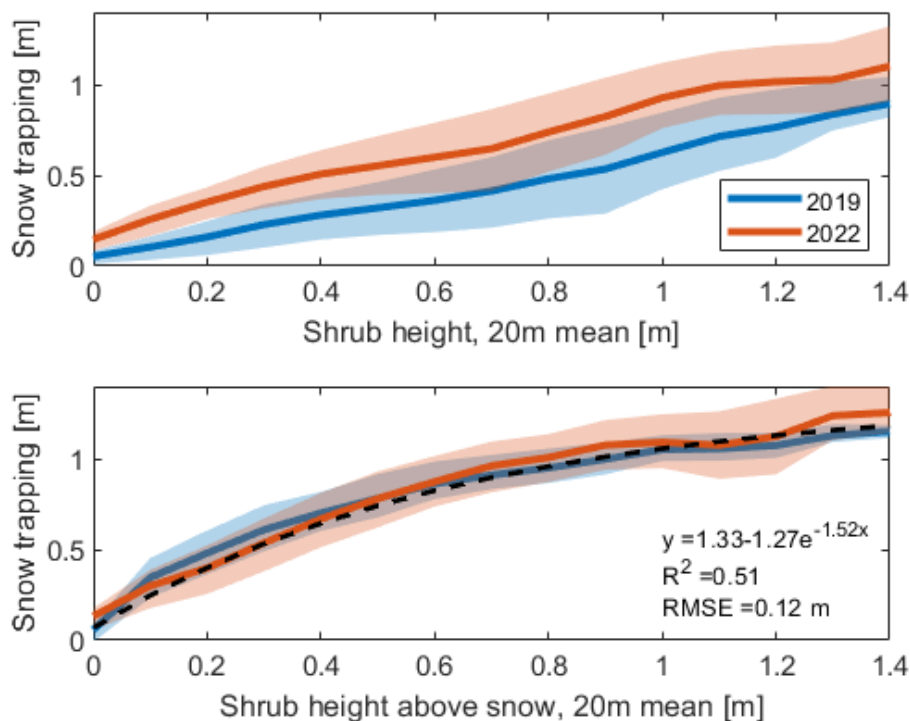 Snow trapping [m]
1
0.5
0
2019
2022
0 0.2 0.4 0.6 0.8 1 1.2 1.4
Shrub height, 20m mean [m]
Snow trapping [m]
1
0.5
0
y =1.33-1.27e^-1.52x
R^2 =0.51
RMSE =0.12 m
0 0.2 0.4 0.6 0.8 1 1.2 1.4
Shrub height above snow, 20m mean [m]